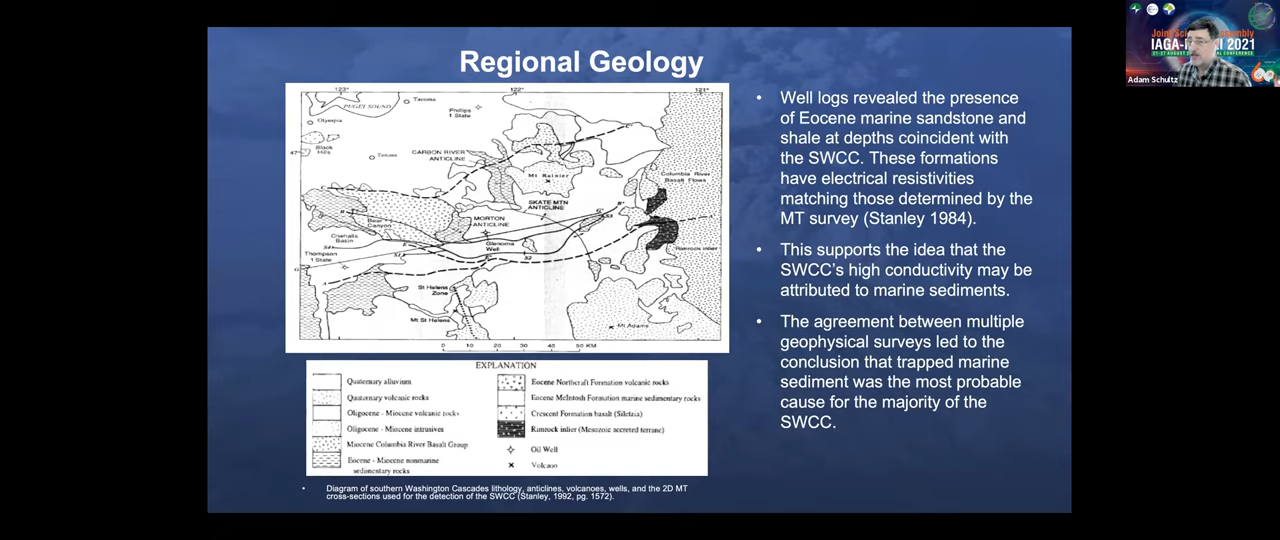 Regional Geology
• Well logs revealed the presence
of Eocene marine sandstone and
shale at depths coincident with
the SWCC. These formations
have electrical resistivities
matching those determined by the
MT survey (Stanley 1984).
• This supports the idea that the
SWCC's high conductivity may be
attributed to marine sediments.
• The agreement between multiple
geophysical surveys led to the
conclusion that trapped marine
sediment was the most probable
cause for the majority of the
SWCC.
123°
122°
121°
PUGET SOUND
Tacoma
Phillips
1 State
Olympia
Black
Hills
47
Tenino
CARBON RIVER
ANTICLINE
Mt Rainier
Columbia River
Basalt Flows
SKATE MTN
ANTICLINE
MORTON
ANTICLINE
Bear
Canyon
Chehalis
Basin
Glenoma
Well
Rimrock inlier
Thompson
1 State
S2
St Helens
Zone
Mt St Helens
Mt Adams
0 10 20 30 40 50 KM
EXPLANATION
Quaternary alluvium
Quaternary volcanic rocks
Oligocene - Miocene volcanic rocks
Oligocene - Miocene intrusives
Miocene Columbia River Basalt Group
Eocene - Miocene nonmarine
sedimentary rocks
Eocene Northcraft Formation volcanic rocks
Eocene McIntosh Formation marine sedimentary rocks
Crescent Formation basalt (Siletzia)
Rimrock inlier (Mesozoic accreted terrane)
Oil Well
Volcano
• Diagram of southern Washington Cascades lithology, anticlines, volcanoes, wells, and the 2D MT
cross-sections used for the detection of the SWCC (Stanley, 1992, pg. 1572).
IAGA-
2021
Adam Schultz